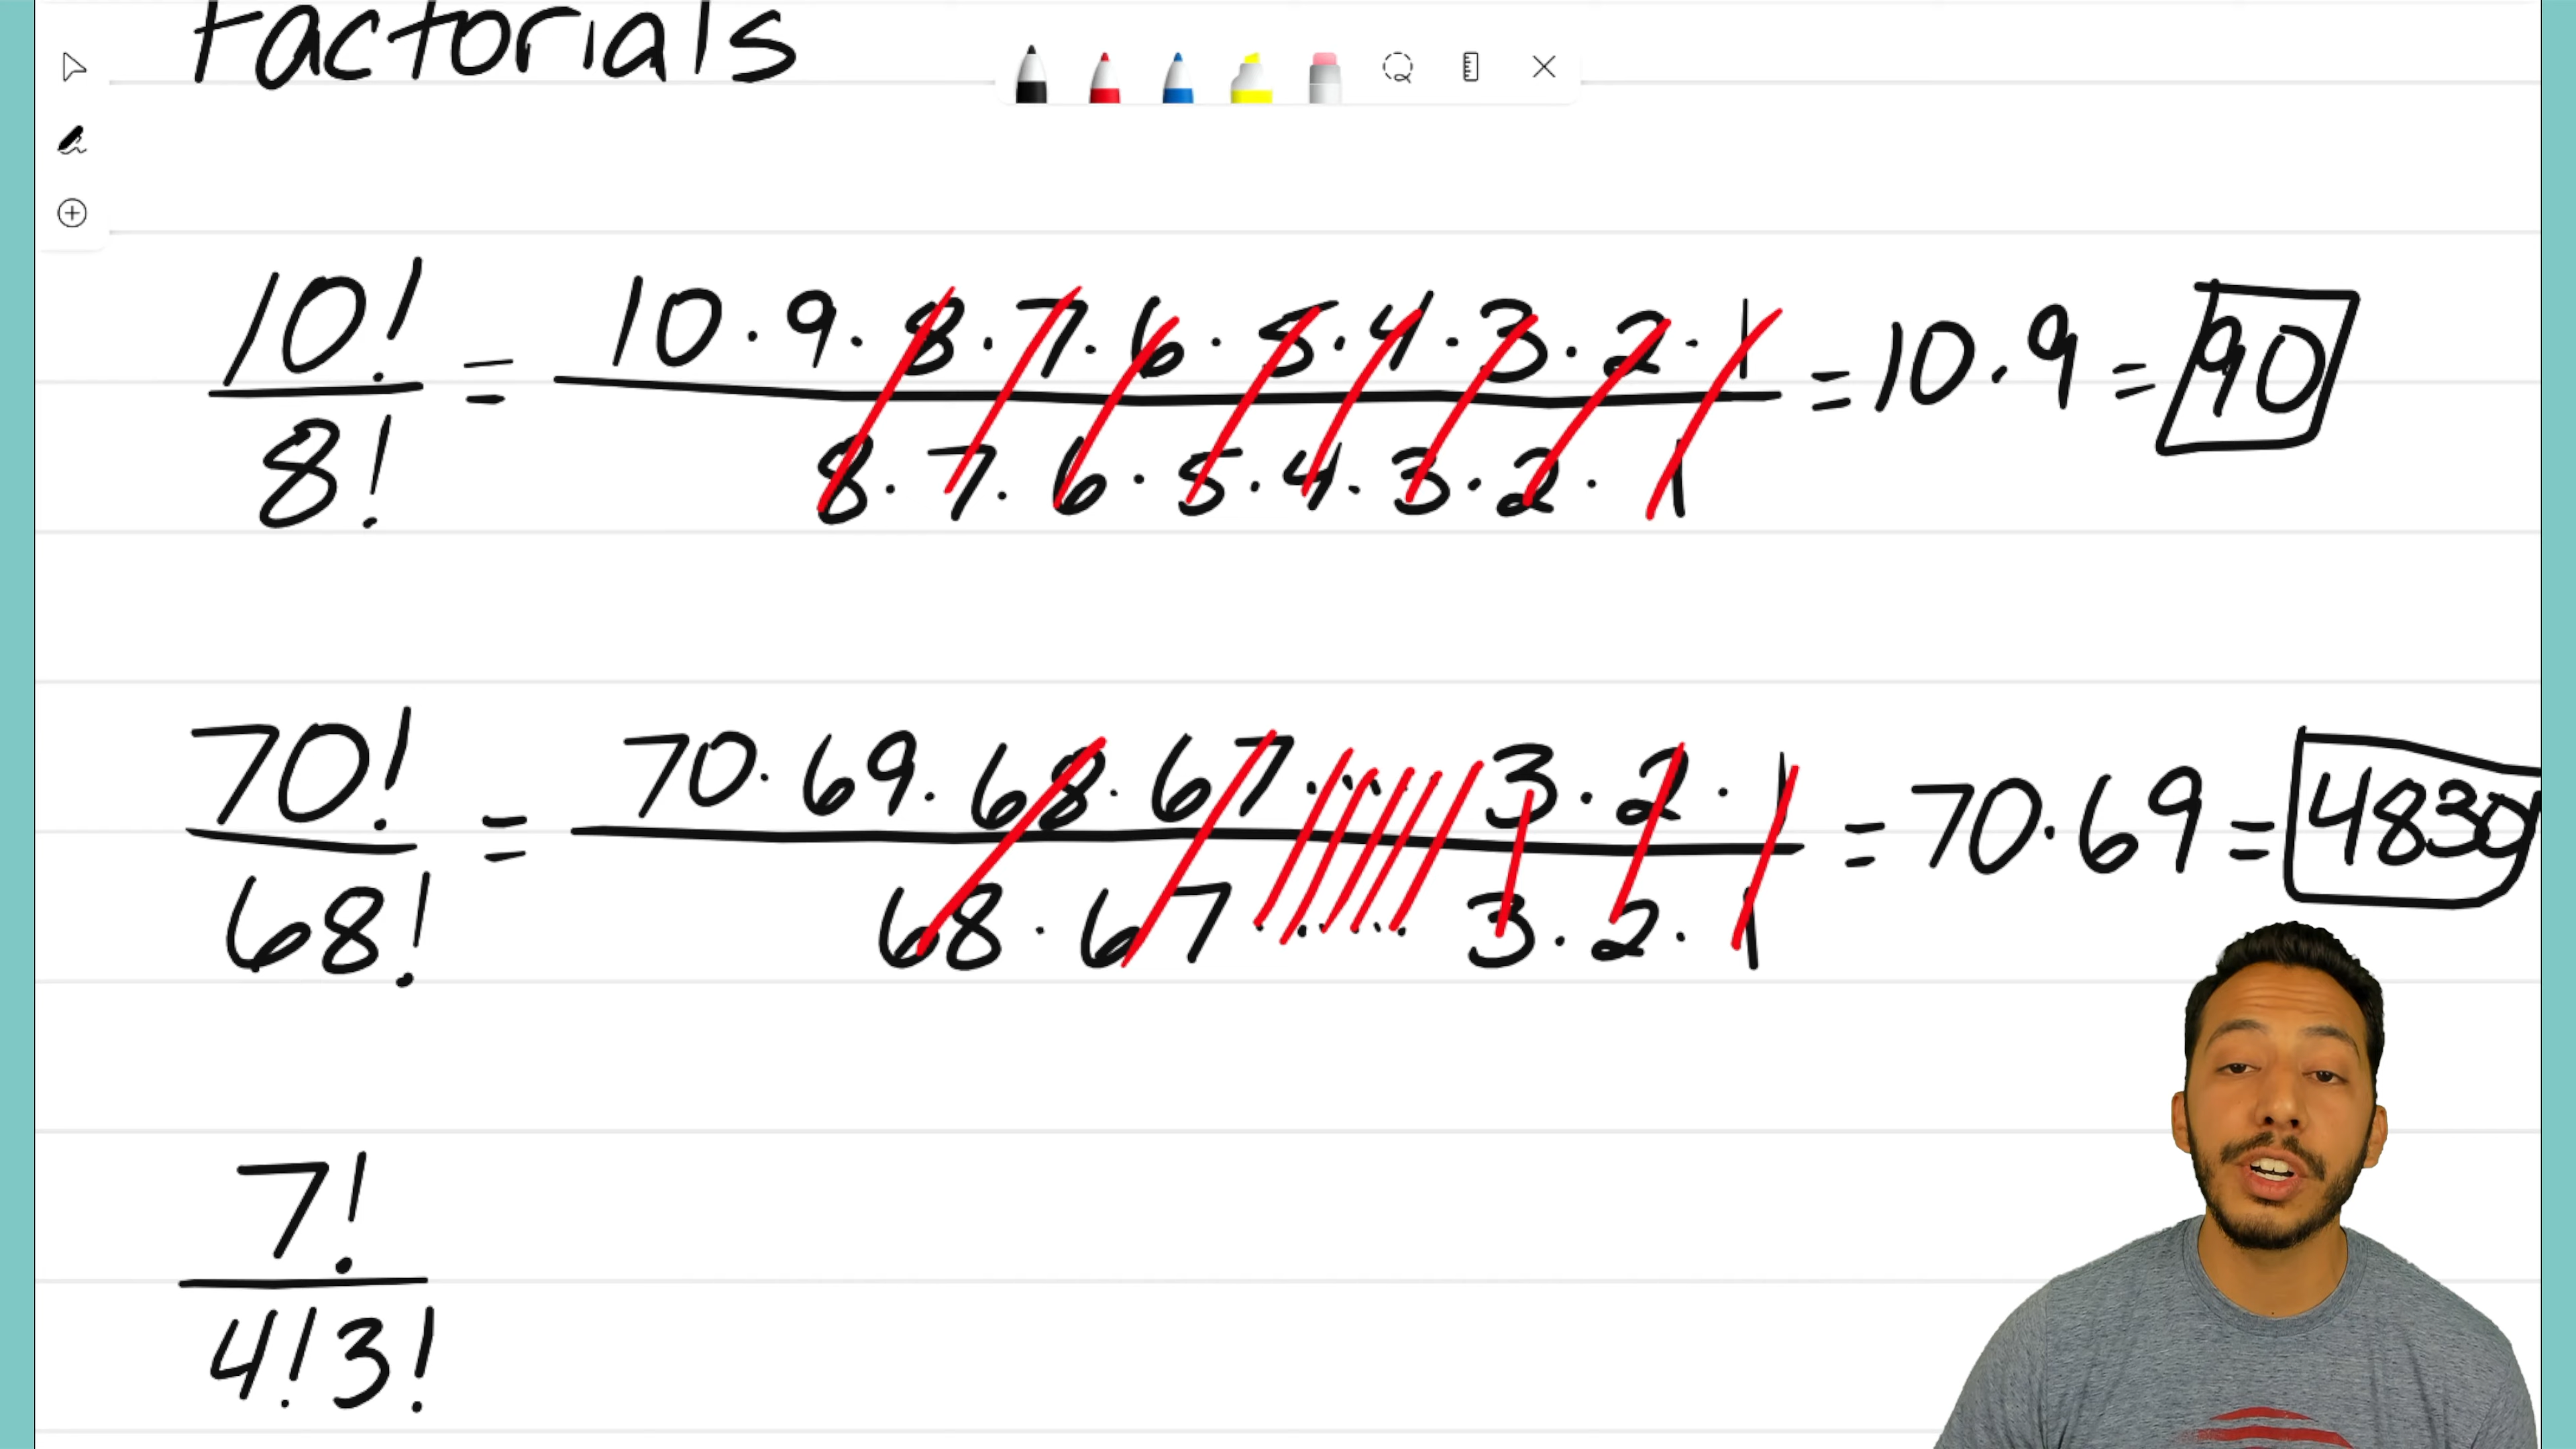 Factorials
10!/8! = 10·9·8·7·6·5·4·3·2·1 / 8·7·6·5·4·3·2·1 = 10·9 = 90
70!/68! = 70·69·68·67····· 3·2·1 / 68·67······ 3·2·1 = 70·69 = 4830
7!/4!3!